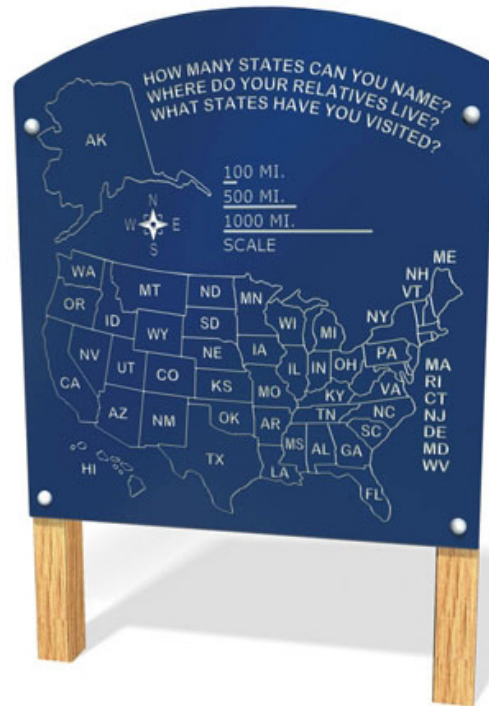 HOW MANY STATES CAN YOU NAME?
WHERE DO YOUR RELATIVES LIVE?
WHAT STATES HAVE YOU VISITED?
AK
100 MI.
500 MI.
1000 MI.
SCALE
N
W E
S
ME
NH
VT
WA
MT
ND
MN
OR
ID
WY
SD
WI
MI
NY
NV
UT
CO
NE
IA
IL
IN
OH
PA
CA
KS
MO
KY
VA
AZ
NM
OK
AR
TN
NC
SC
TX
LA
MS
AL
GA
FL
HI
MA
RI
CT
NJ
DE
MD
WV